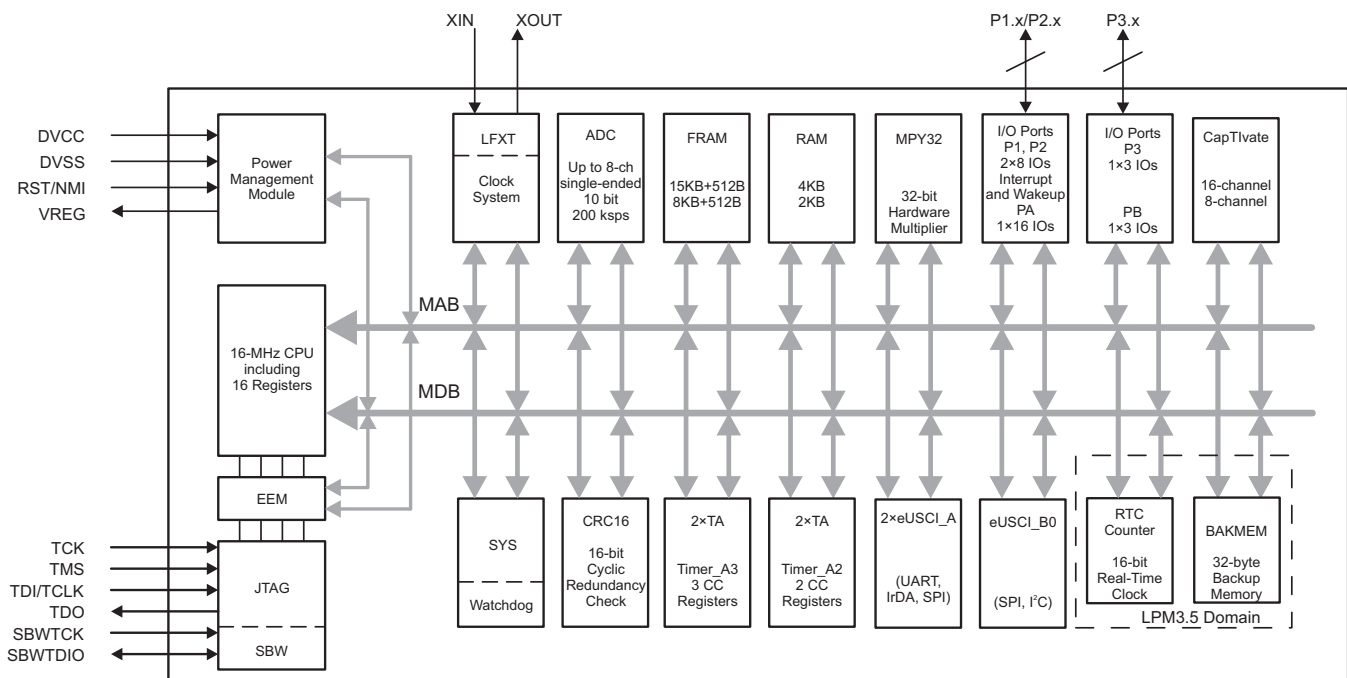 XIN
XOUT
P1.x/P2.x
P3.x
DVCC
DVSS
RST/NMI
VREG
Power
Management
Module
LFXT
Clock
System
ADC
Up to 8-ch
single-ended
10 bit
200 ksps
FRAM
15KB+512B
8KB+512B
RAM
4KB
2KB
MPY32
32-bit
Hardware
Multiplier
I/O Ports
P1, P2
2×8 IOs
Interrupt
and Wakeup
PA
1×16 IOs
I/O Ports
P3
1×3 IOs
PB
1×3 IOs
CapTIvate
16-channel
8-channel
MAB
16-MHz CPU
including
16 Registers
MDB
EEM
TCK
TMS
TDI/TCLK
TDO
SBWTCK
SBWTDIO
JTAG
SBW
SYS
Watchdog
CRC16
16-bit
Cyclic
Redundancy
Check
2×TA
Timer_A3
3 CC
Registers
2×TA
Timer_A2
2 CC
Registers
2×eUSCI_A
(UART,
IrDA, SPI)
eUSCI_B0
(SPI, I²C)
RTC
Counter
16-bit
Real-Time
Clock
BAKMEM
32-byte
Backup
Memory
LPM3.5 Domain